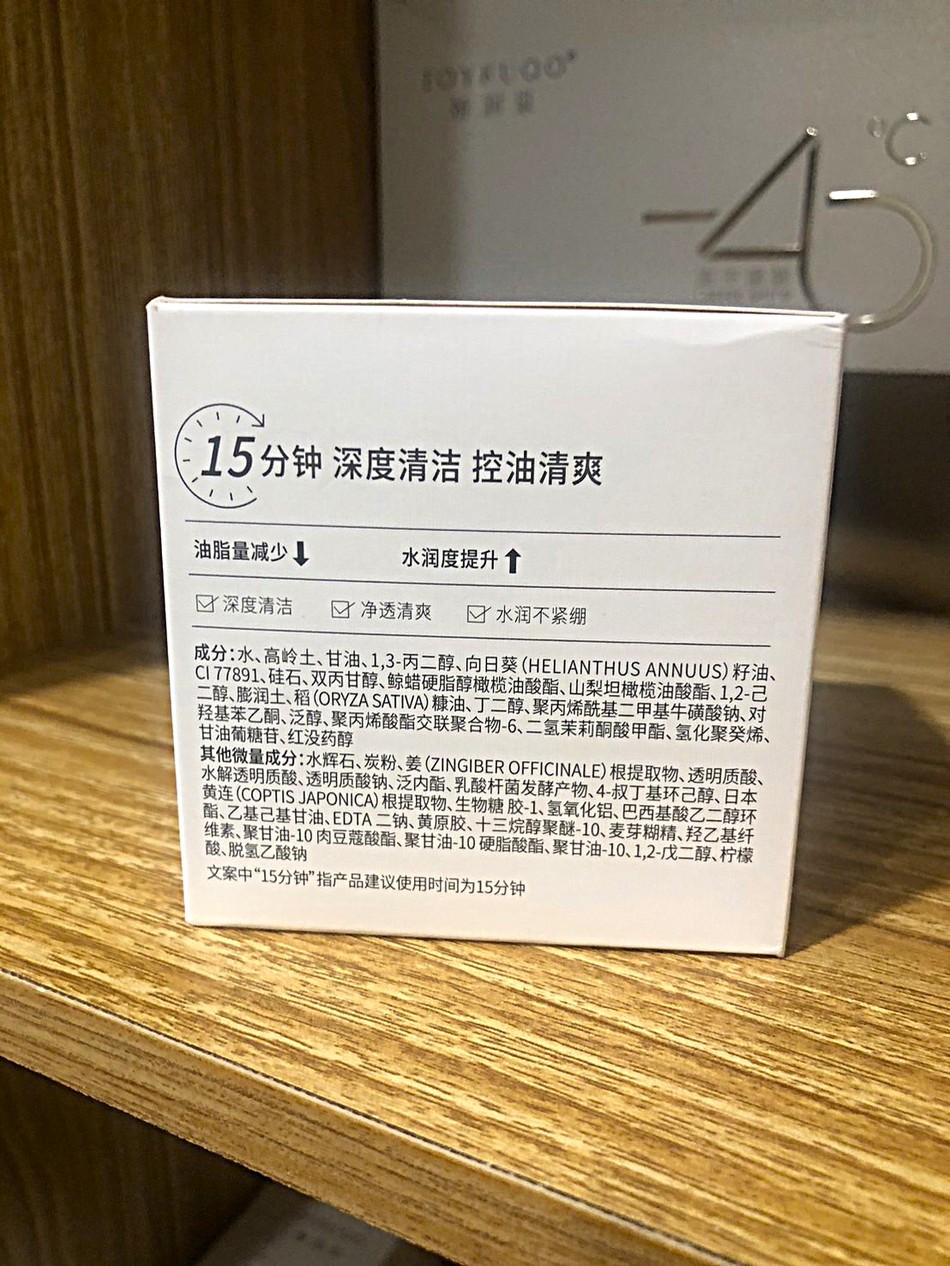 -45
°C
15分钟 深度清洁 控油清爽
油脂量减少 水润度提升
深度清洁 净透清爽 水润不紧绷
成分：水、高岭土、甘油、1,3-丙二醇、向日葵（HELIANTHUS ANNUUS）籽油、
CI 77891、硅石、双丙甘醇、鲸蜡硬脂醇橄榄油酸酯、山梨坦橄榄油酸酯、1,2-己
二醇、膨润土、稻（ORYZA SATIVA）糠油、丁二醇、聚丙烯酰基二甲基牛磺酸钠、对
羟基苯乙酮、泛醇、聚丙烯酸酯交联聚合物-6、二氢茉莉酮酸甲酯、氢化聚癸烯、
甘油葡糖苷、红没药醇
其他微量成分：水辉石、炭粉、姜（ZINGIBER OFFICINALE）根提取物、透明质酸、
水解透明质酸、透明质酸钠、泛内酯、乳酸杆菌发酵产物、4-叔丁基环己醇、日本
黄连（COPTIS JAPONICA）根提取物、生物糖胶-1、氢氧化铝、巴西基酸乙二醇环
酯、乙基己基甘油、EDTA 二钠、黄原胶、十三烷醇聚醚-10、麦芽糊精、羟乙基纤
维素、聚甘油-10 肉豆蔻酸酯、聚甘油-10 硬脂酸酯、聚甘油-10、1,2-戊二醇、柠檬
酸、脱氢乙酸钠
文案中“15分钟”指产品建议使用时间为15分钟